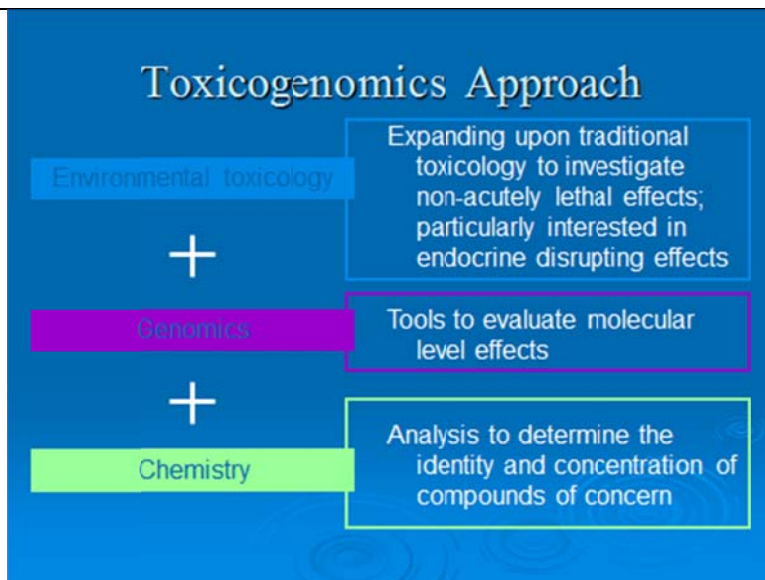 Toxicogenomics Approach
Environmental toxicology
Expanding upon traditional
toxicology to investigate
non-acutely lethal effects;
particularly interested in
endocrine disrupting effects
+
Genomics
Tools to evaluate molecular
level effects
+
Chemistry
Analysis to determine the
identity and concentration of
compounds of concern